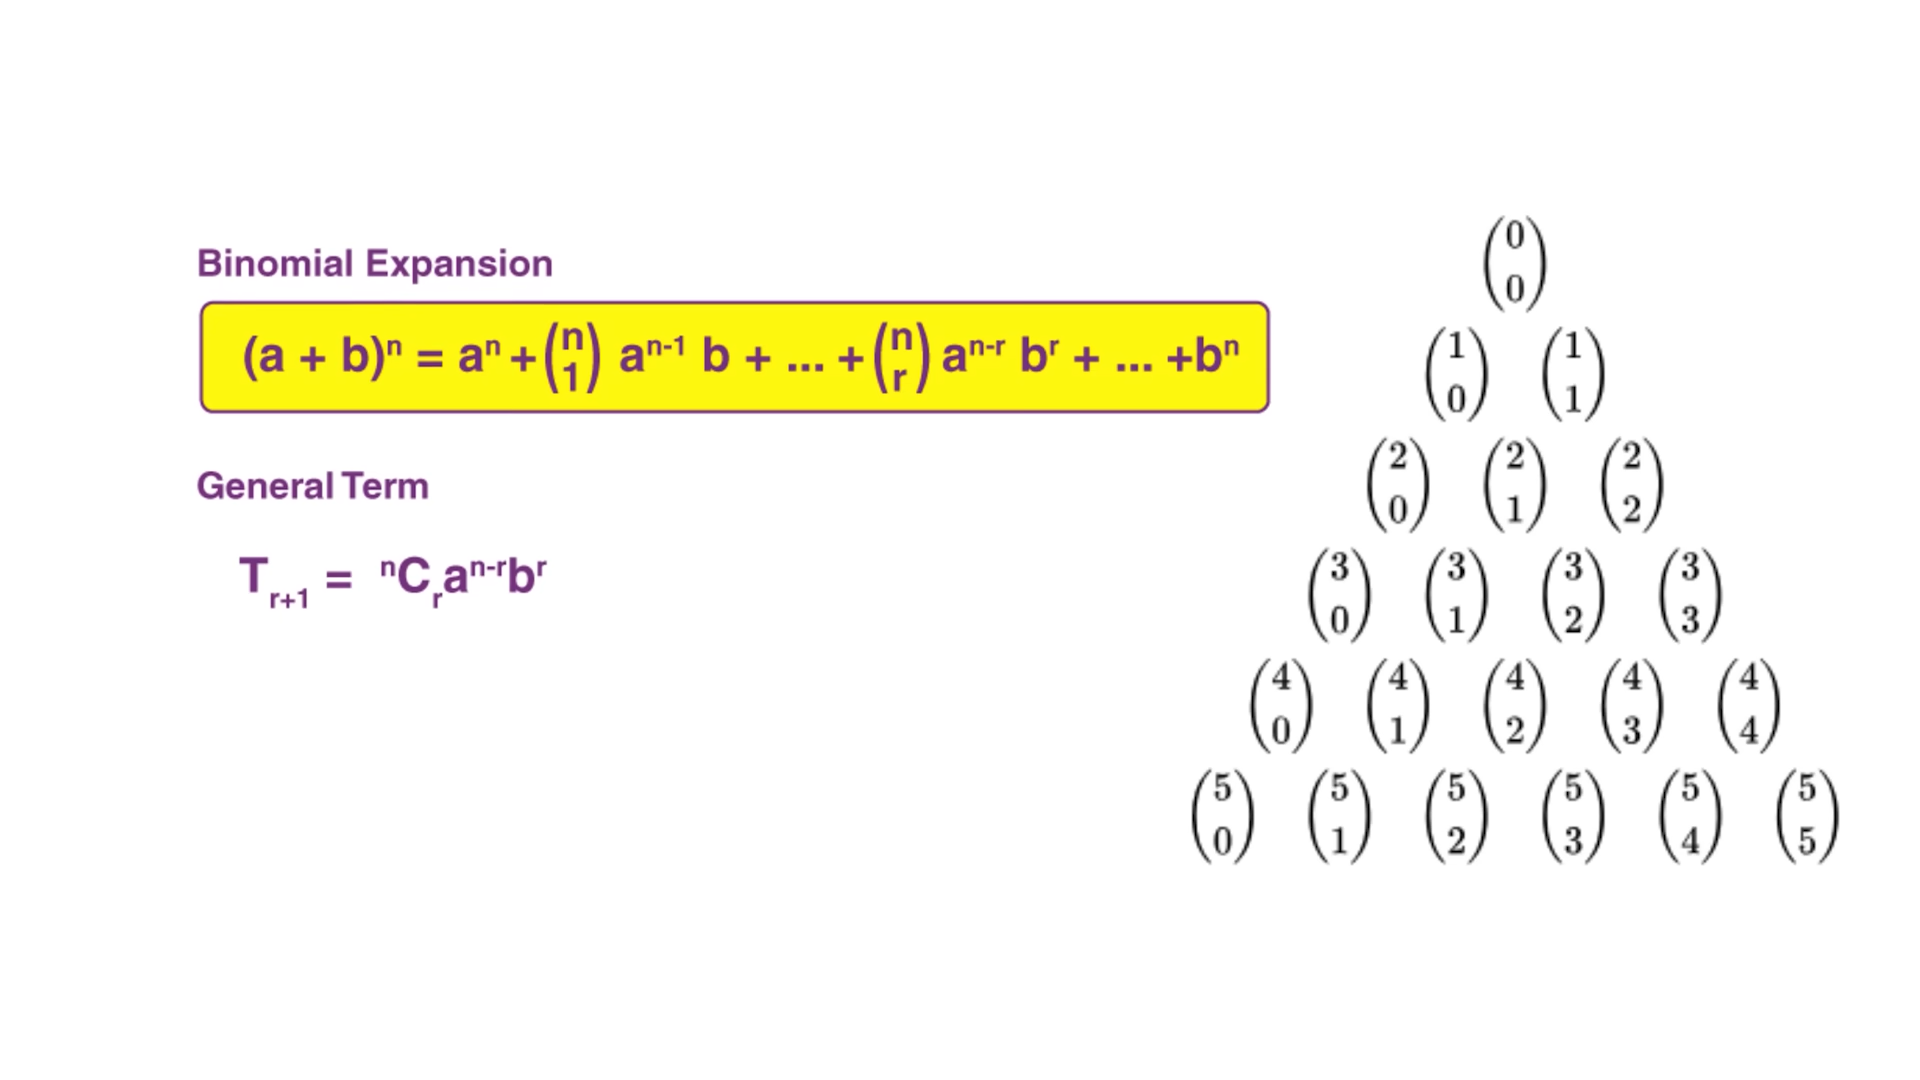 Binomial Expansion
(a + b)ⁿ = aⁿ + (n 1) aⁿ⁻¹ b + ... + (n r) aⁿ⁻ʳ bʳ + ... +bⁿ
General Term
Tᵣ₊₁ = ⁿCᵣaⁿ⁻ʳbʳ
(0 0)
(1 0) (1 1)
(2 0) (2 1) (2 2)
(3 0) (3 1) (3 2) (3 3)
(4 0) (4 1) (4 2) (4 3) (4 4)
(5 0) (5 1) (5 2) (5 3) (5 4) (5 5)